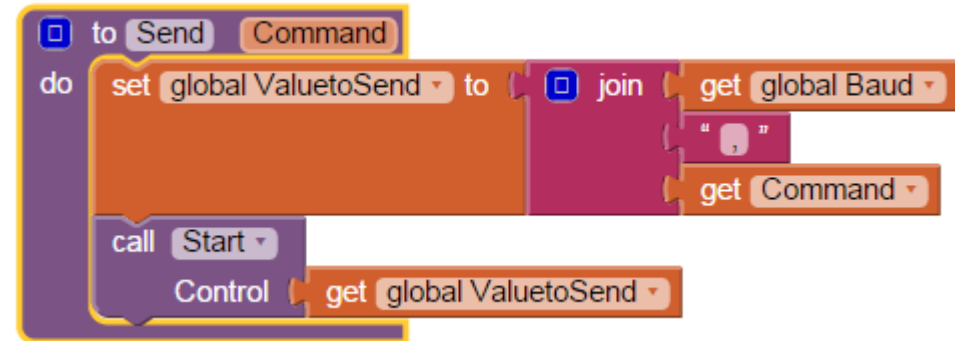 to Send Command
do set global ValuetoSend to join get global Baud
" , "
get Command
call Start
Control get global ValuetoSend